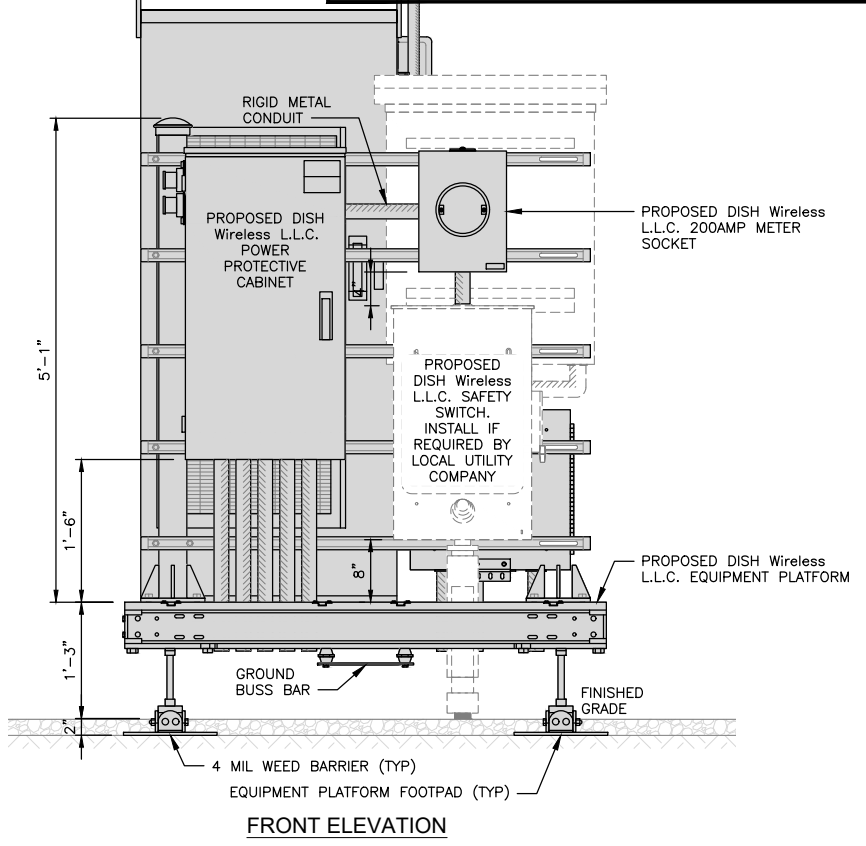 RIGID METAL
CONDUIT
PROPOSED DISH
Wireless L.L.C.
POWER
PROTECTIVE
CABINET
PROPOSED DISH Wireless
L.L.C. 200AMP METER
SOCKET
4"
5'-1"
PROPOSED
DISH Wireless
L.L.C. SAFETY
SWITCH.
INSTALL IF
REQUIRED BY
LOCAL UTILITY
COMPANY
1'-6"
8"
PROPOSED DISH Wireless
L.L.C. EQUIPMENT PLATFORM
1'-3"
GROUND
BUSS BAR
FINISHED
GRADE
2"
4 MIL WEED BARRIER (TYP)
EQUIPMENT PLATFORM FOOTPAD (TYP)
FRONT ELEVATION